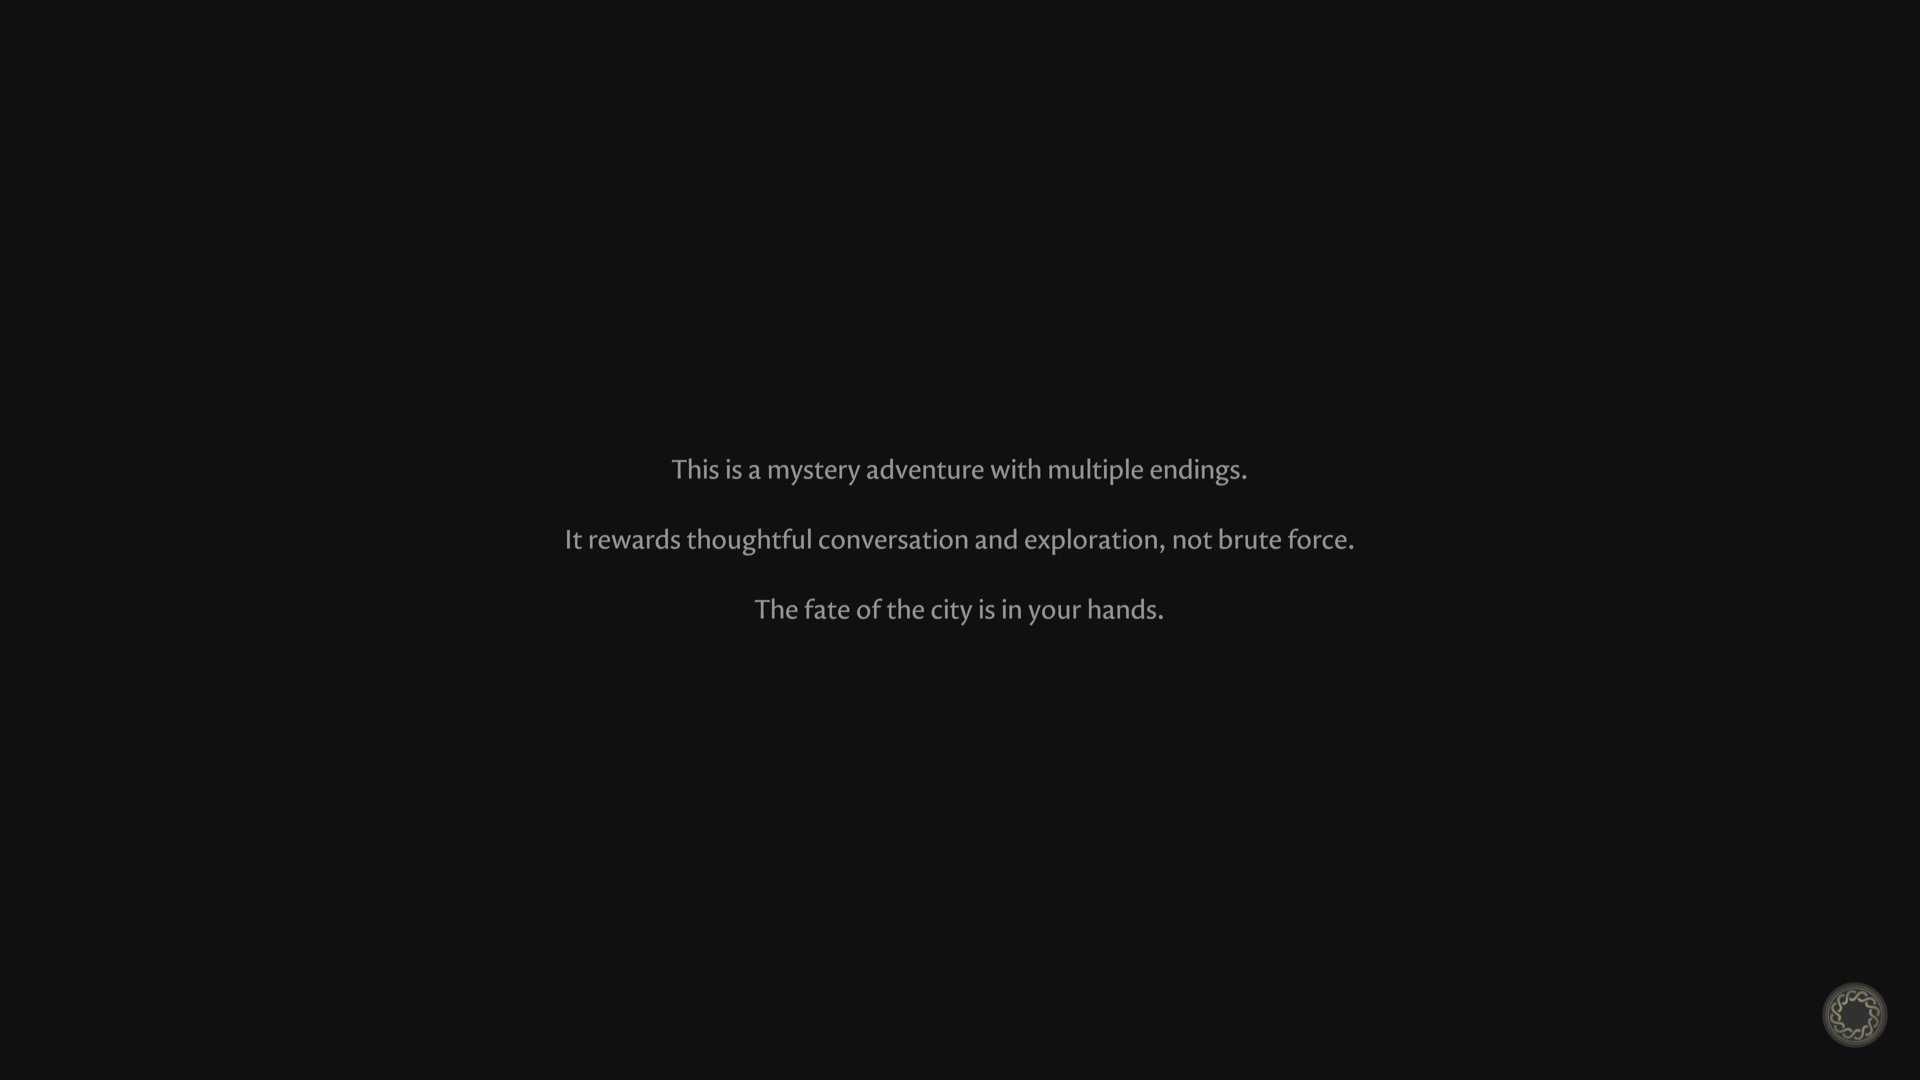 This is a mystery adventure with multiple endings.
It rewards thoughtful conversation and exploration, not brute force.
The fate of the city is in your hands.